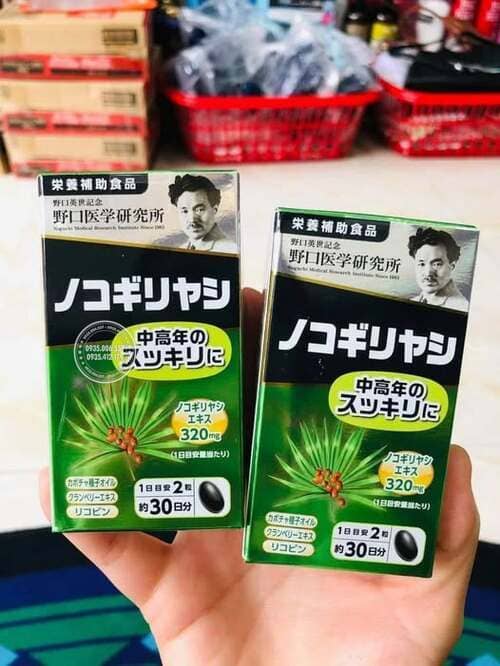 栄養補助食品
野口英世記念
野口医学研究所
Noguchi Medical Research Institute Since 1983
ノコギリヤシ
中高年の
スッキリに
ノコギリヤシ
エキス
320mg
(1日目安量当たり)
カボチャ種子オイル
クランベリーエキス
リコピン
1日目安2粒
約30日分
栄養補助食品
野口英世記念
野口医学研究所
Noguchi Medical Research Institute Since 1983
ノコギリヤシ
中高年の
スッキリに
ノコギリヤシ
エキス
320mg
(1日目安量当たり)
カボチャ種子オイル
クランベリーエキス
リコピン
1日目安2粒
約30日分